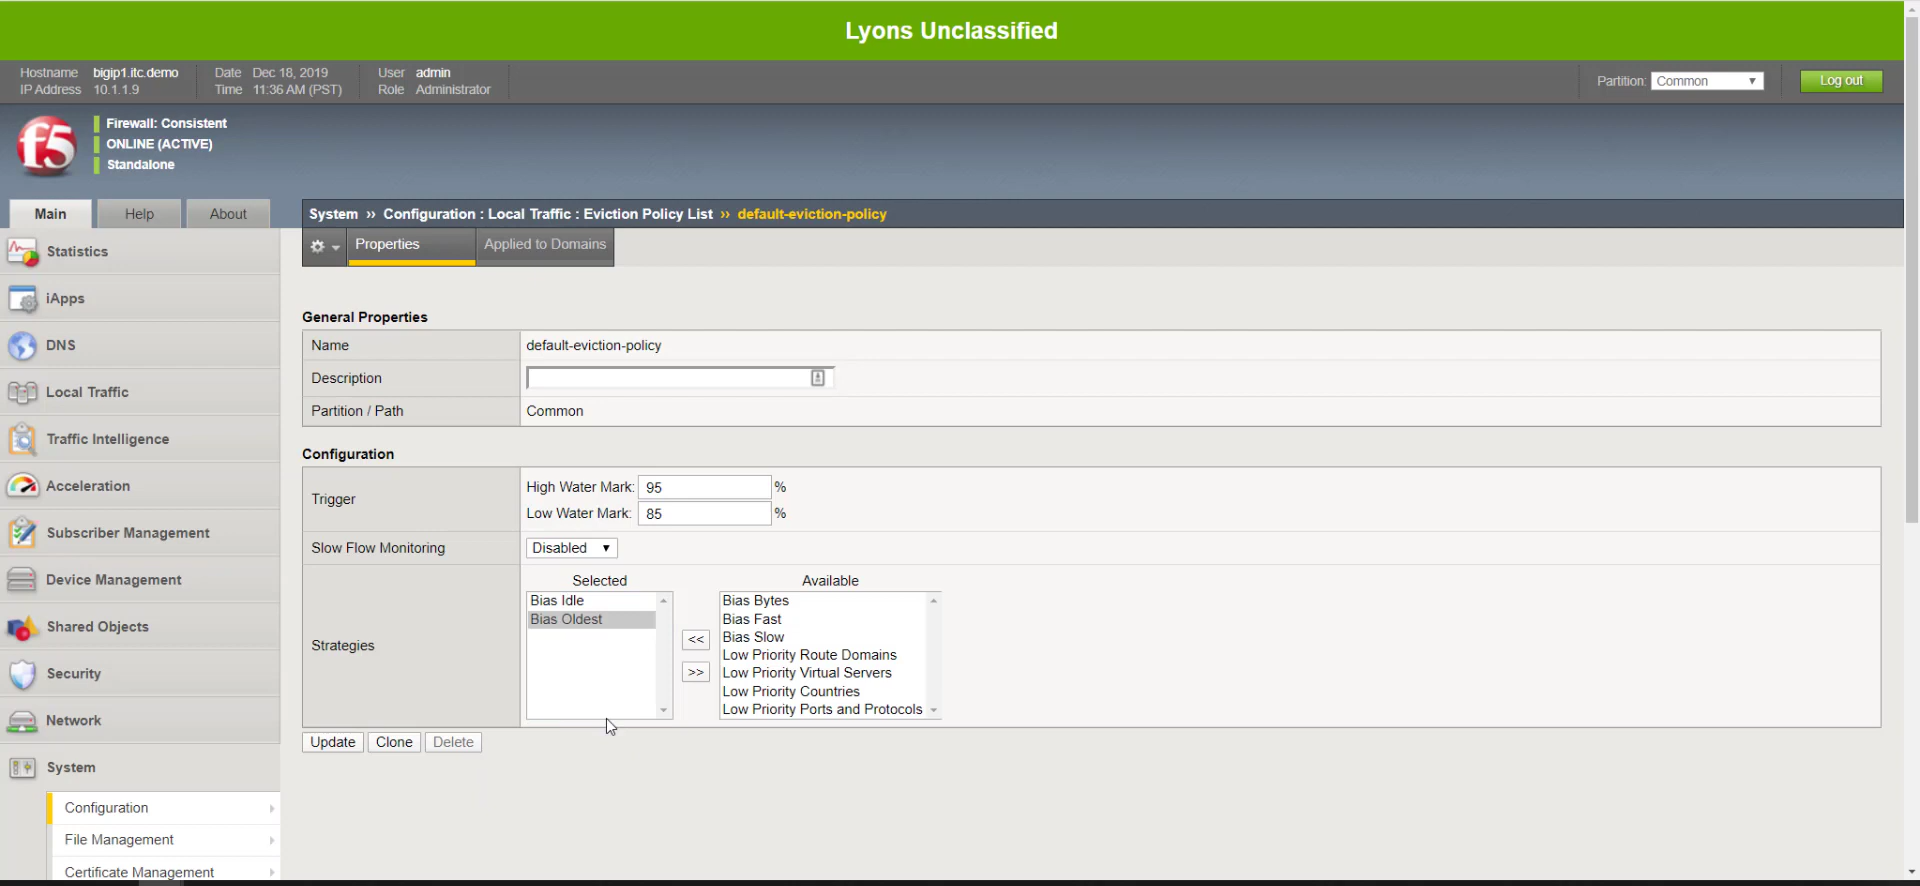 Lyons Unclassified
Hostname bigip1.itc.demo Date Dec 18, 2019 User admin
IP Address 10.1.1.9 Time 11:36 AM (PST) Role Administrator
Partition: Common Log out
f5
Firewall: Consistent
ONLINE (ACTIVE)
Standalone
Main Help About
System ›› Configuration : Local Traffic : Eviction Policy List ›› default-eviction-policy
Properties Applied to Domains
Statistics
iApps
DNS
Local Traffic
Traffic Intelligence
Acceleration
Subscriber Management
Device Management
Shared Objects
Security
Network
System
Configuration
File Management
Certificate Management
General Properties
Name default-eviction-policy
Description
Partition / Path Common
Configuration
Trigger
High Water Mark: 95 %
Low Water Mark: 85 %
Slow Flow Monitoring Disabled
Strategies
Selected
Bias Idle
Bias Oldest
<<
>>
Available
Bias Bytes
Bias Fast
Bias Slow
Low Priority Route Domains
Low Priority Virtual Servers
Low Priority Countries
Low Priority Ports and Protocols
Update Clone Delete